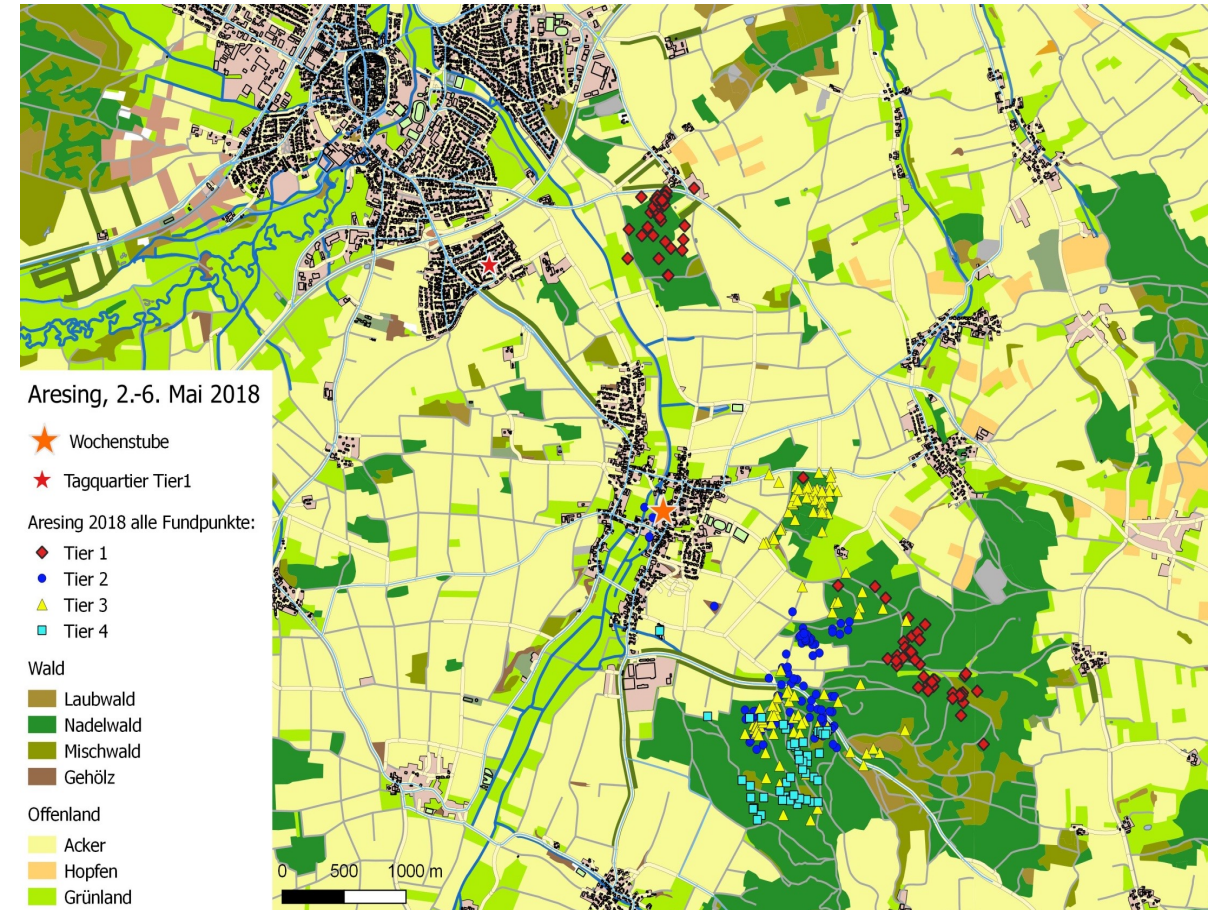 Aresing, 2.-6. Mai 2018
Wochenstube
Tagquartier Tier1
Aresing 2018 alle Fundpunkte:
Tier 1
Tier 2
Tier 3
Tier 4
Wald
Laubwald
Nadelwald
Mischwald
Gehölz
Offenland
Acker
Hopfen
Grünland
0 500 1000 m